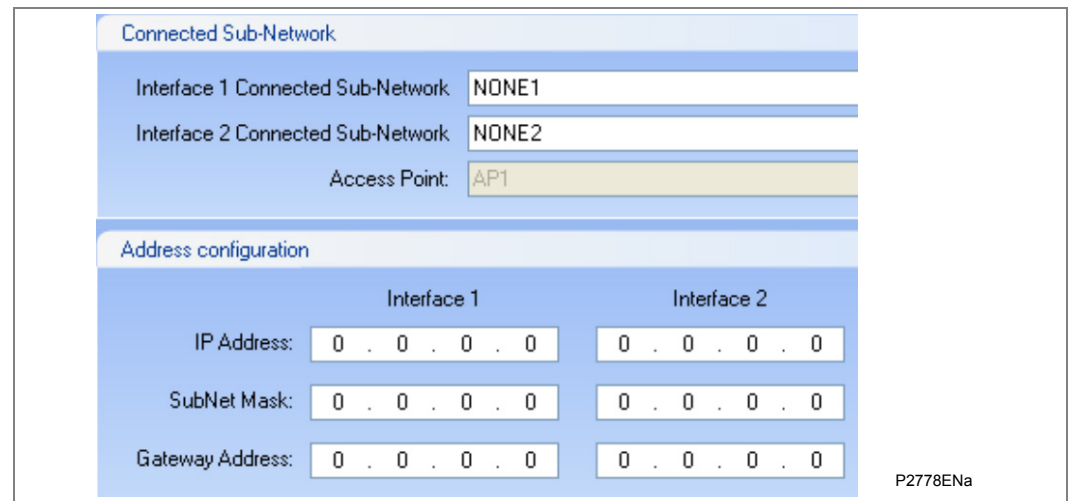 Connected Sub-Network
Interface 1 Connected Sub-Network NONE1
Interface 2 Connected Sub-Network NONE2
Access Point: AP1
Address configuration
Interface 1 Interface 2
IP Address: 0 . 0 . 0 . 0 0 . 0 . 0 . 0
SubNet Mask: 0 . 0 . 0 . 0 0 . 0 . 0 . 0
Gateway Address: 0 . 0 . 0 . 0 0 . 0 . 0 . 0
P2778ENa